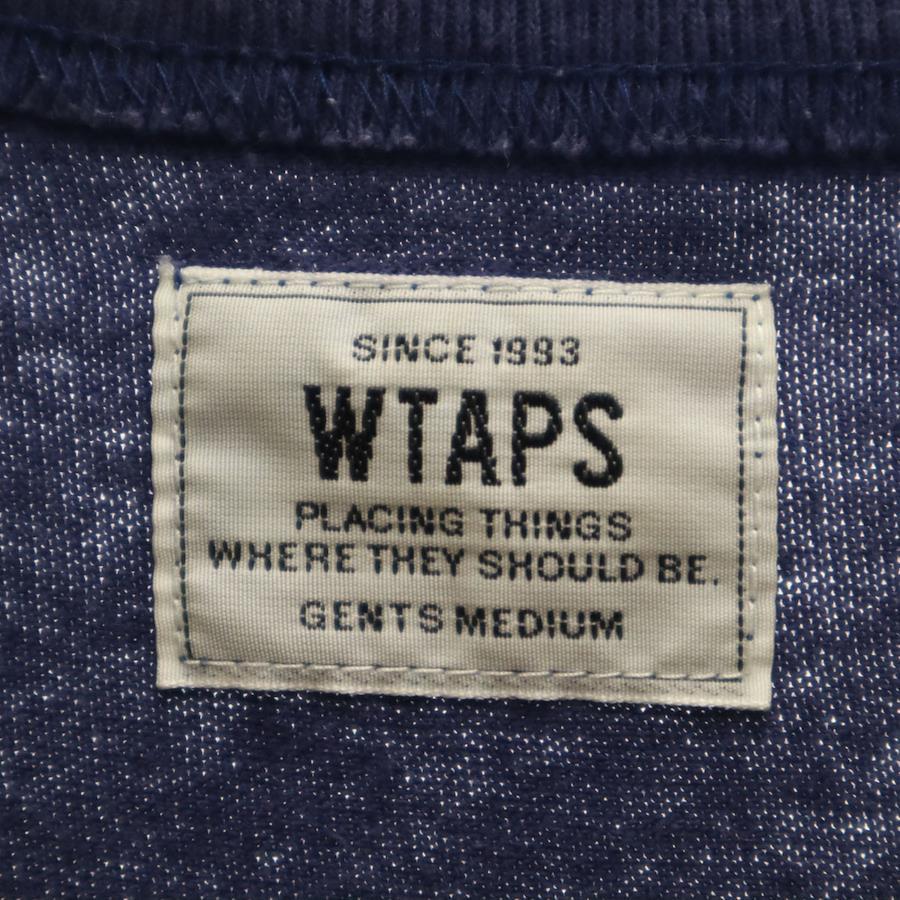 SINCE 1993
WTAPS
PLACING THINGS
WHERE THEY SHOULD BE.
GENTS MEDIUM